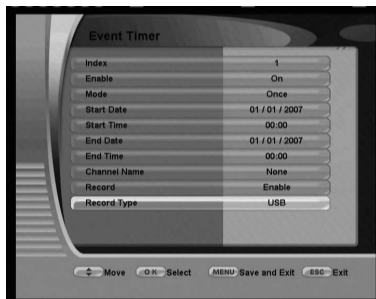 Event Timer
Index 1
Enable On
Mode Once
Start Date 01 / 01 / 2007
Start Time 00:00
End Date 01 / 01 / 2007
End Time 00:00
Channel Name None
Record Enable
Record Type USB
Move OK Select MENU Save and Exit ESC Exit